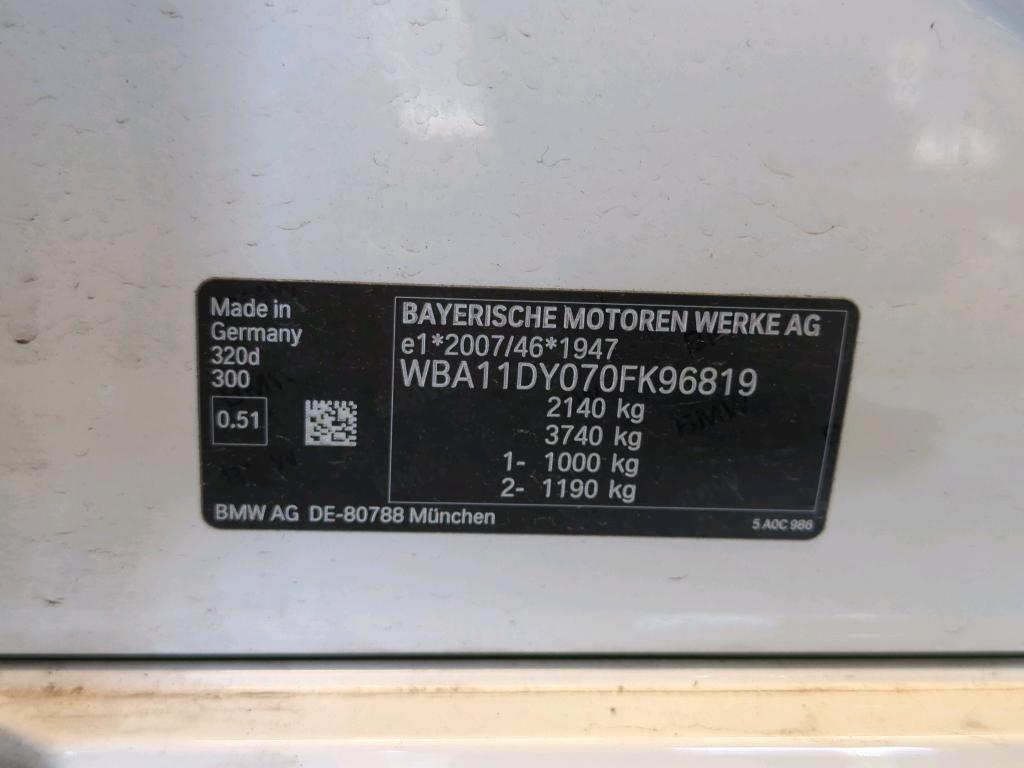 Made in
Germany
320d
300
0.51
BMW AG DE-80788 München
BAYERISCHE MOTOREN WERKE AG
e1*2007/46*1947
WBA11DY070FK96819
2140 kg
3740 kg
1- 1000 kg
2- 1190 kg
5 A0C 986